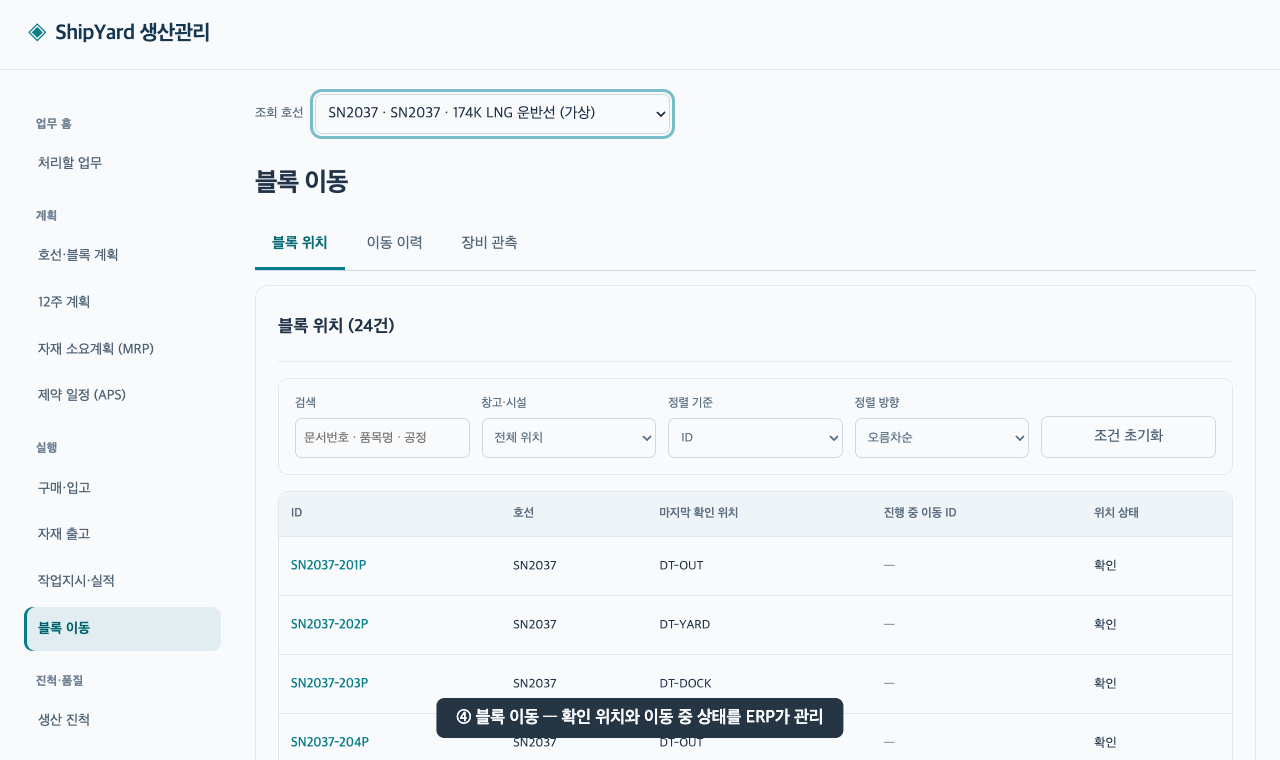 ◈ ShipYard 생산관리
업무 홈
처리할 업무
계획
호선·블록 계획
12주 계획
자재 소요계획 (MRP)
제약 일정 (APS)
실행
구매·입고
자재 출고
작업지시·실적
블록 이동
진척·품질
생산 진척
조회 호선 SN2037 · SN2037 · 174K LNG 운반선 (가상)
블록 이동
블록 위치 이동 이력 장비 관측
블록 위치 (24건)
검색 창고·시설 정렬 기준 정렬 방향
문서번호 · 품목명 · 공정 전체 위치 ID 오름차순 조건 초기화
ID 호선 마지막 확인 위치 진행 중 이동 ID 위치 상태
SN2037-201P SN2037 DT-OUT — 확인
SN2037-202P SN2037 DT-YARD — 확인
SN2037-203P SN2037 DT-DOCK — 확인
④ 블록 이동 — 확인 위치와 이동 중 상태를 ERP가 관리
SN2037-204P SN2037 DT-OUT — 확인